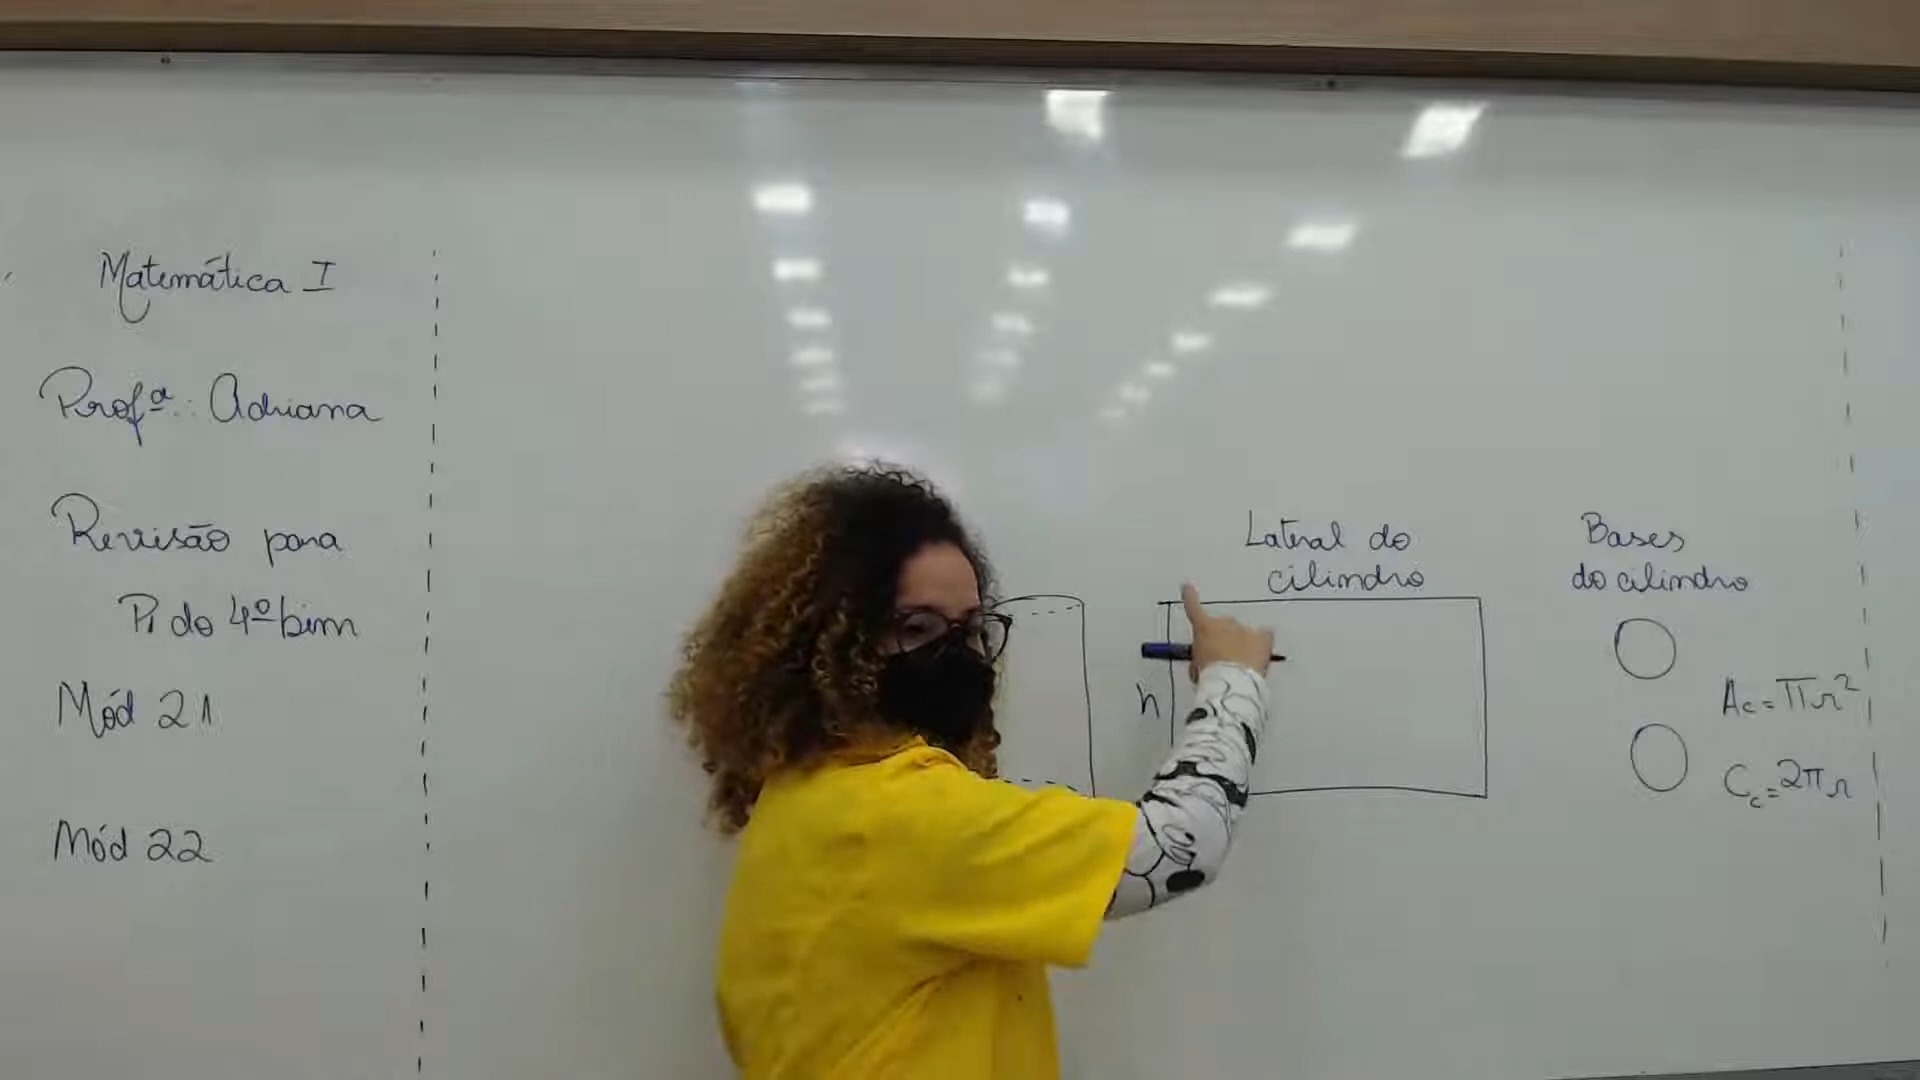 Matemática I
Profª: Adriana
Revisão para
P1 do 4º bim
Mód 21
Mód 22
Lateral do
cilindro
h
Bases
do cilindro
Ac=πr²
Cc=2πr